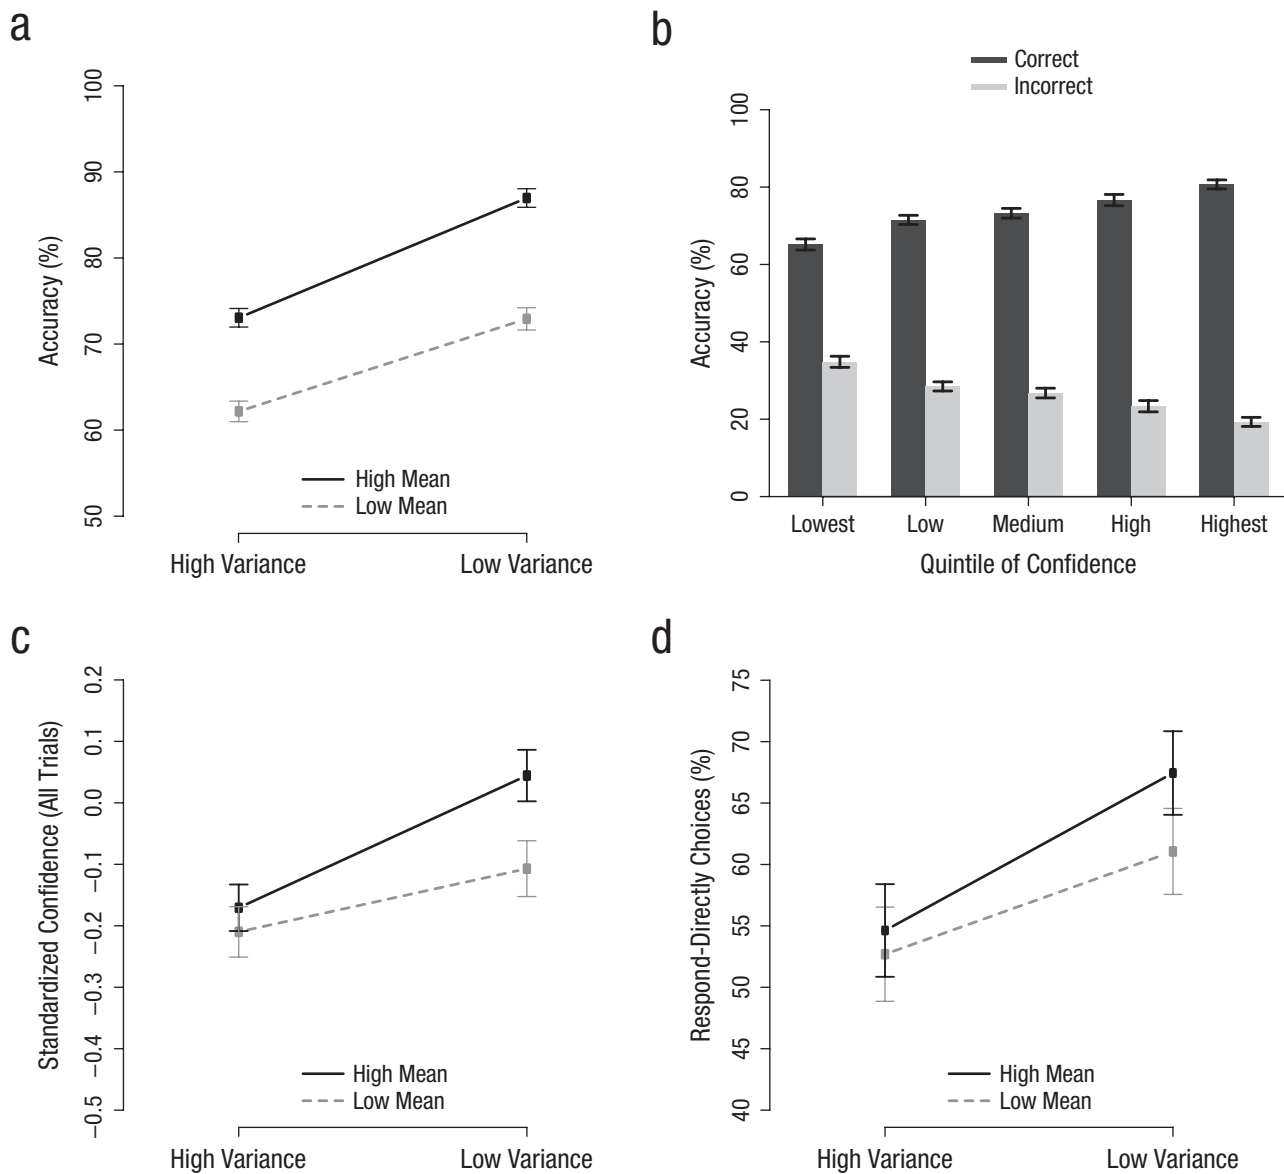 a
100
90
80
70
60
50
Accuracy (%)
High Mean
Low Mean
High Variance
Low Variance
b
Correct
Incorrect
100
80
60
40
20
0
Accuracy (%)
Lowest
Low
Medium
High
Highest
Quintile of Confidence
c
0.2
0.1
0.0
−0.1
−0.2
−0.3
−0.4
−0.5
Standardized Confidence (All Trials)
High Mean
Low Mean
High Variance
Low Variance
d
75
70
65
60
55
50
45
40
Respond-Directly Choices (%)
High Mean
Low Mean
High Variance
Low Variance